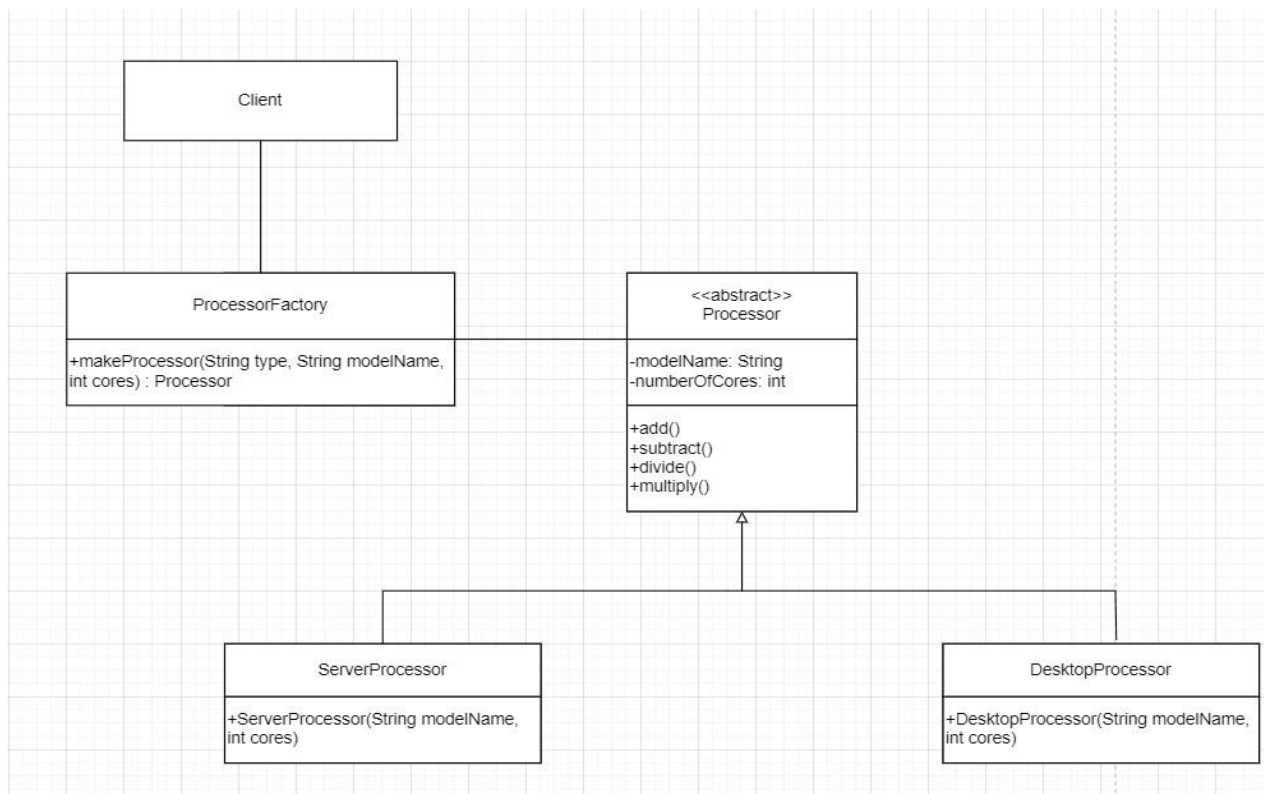 Client
ProcessorFactory
+makeProcessor(String type, String modelName,
int cores) : Processor
<<abstract>>
Processor
-modelName: String
-numberOfCores: int
+add()
+subtract()
+divide()
+multiply()
ServerProcessor
+ServerProcessor(String modelName,
int cores)
DesktopProcessor
+DesktopProcessor(String modelName,
int cores)